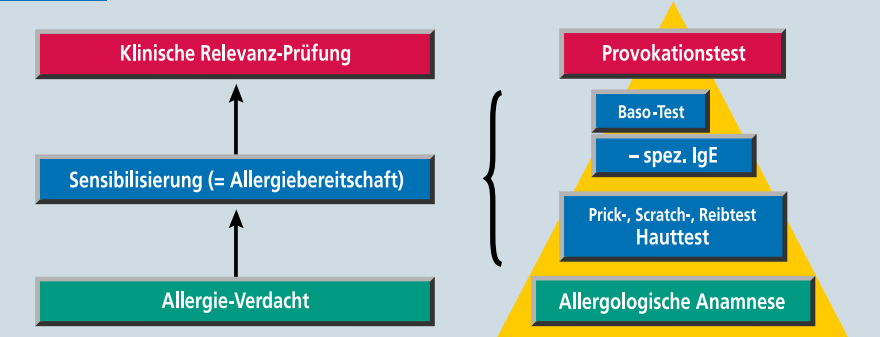 Klinische Relevanz-Prüfung
Sensibilisierung (= Allergiebereitschaft)
Allergie-Verdacht
Provokationstest
Baso-Test
– spez. IgE
Prick-, Scratch-, Reibtest
Hauttest
Allergologische Anamnese